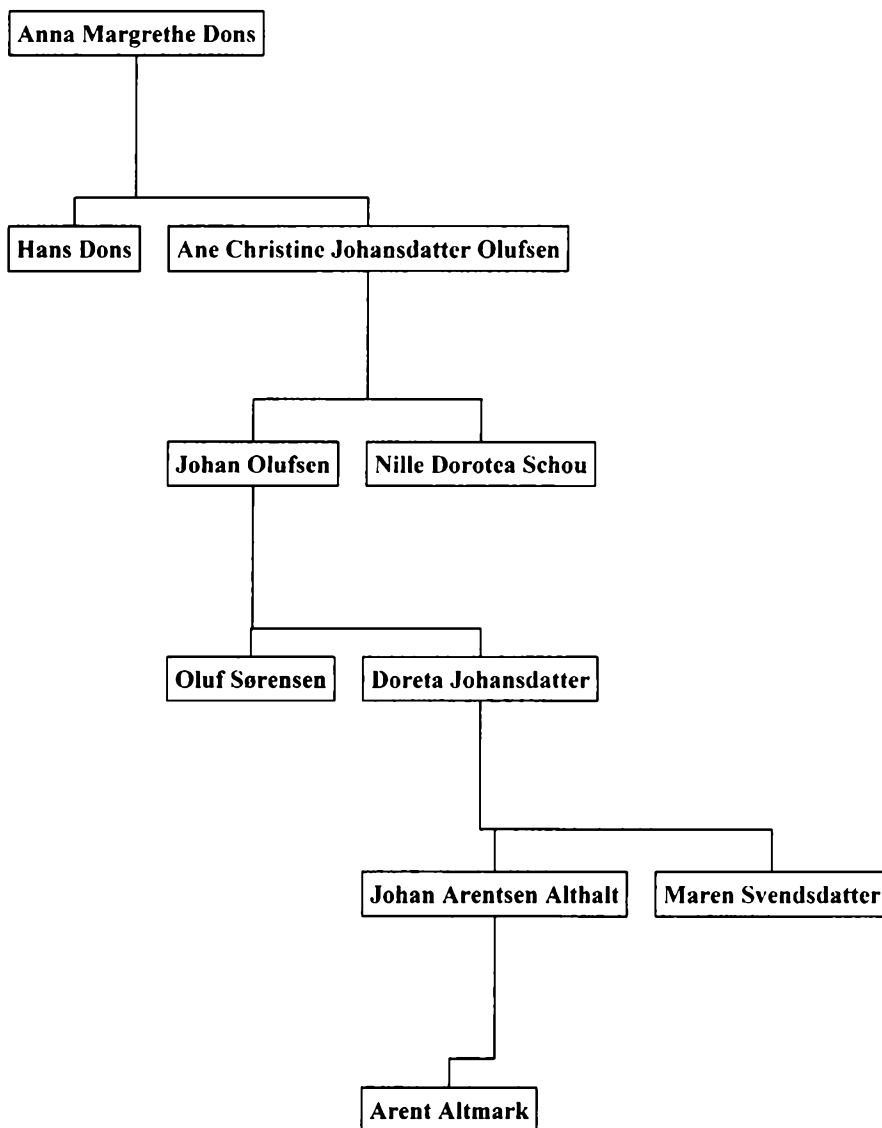 Anna Margrethe Dons
Hans Dons
Ane Christine Johansdatter Olufsen
Johan Olufsen
Nille Dorotea Schou
Oluf Sørensen
Doreta Johansdatter
Johan Arentsen Althalt
Maren Svendsdatter
Arent Altmark